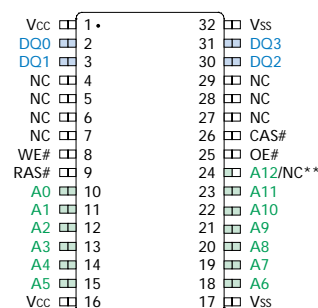 Vcc 1 32 Vss
DQ0 2 31 DQ3
DQ1 3 30 DQ2
NC 4 29 NC
NC 5 28 NC
NC 6 27 NC
NC 7 26 CAS#
WE# 8 25 OE#
RAS# 9 24 A12/NC**
A0 10 23 A11
A1 11 22 A10
A2 12 21 A9
A3 13 20 A8
A4 14 19 A7
A5 15 18 A6
Vcc 16 17 Vss